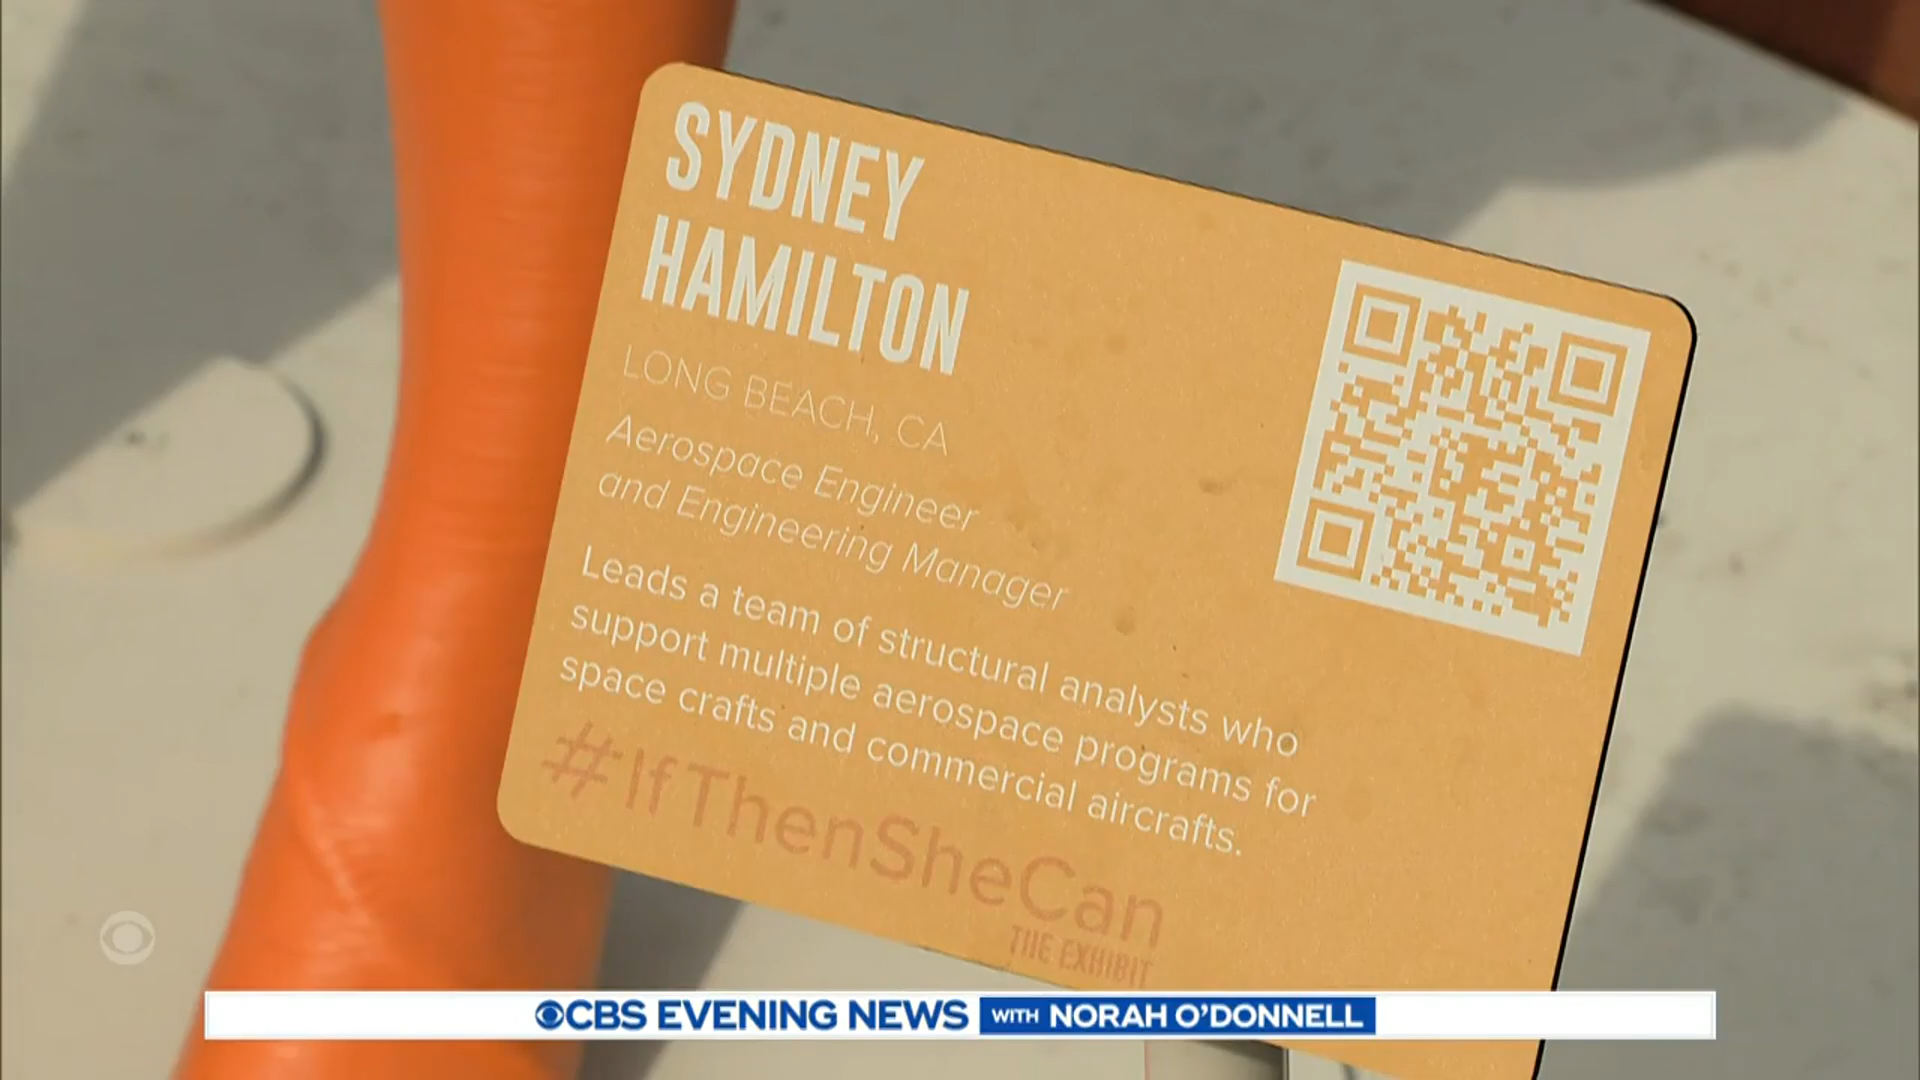 SYDNEY
HAMILTON
LONG BEACH, CA
Aerospace Engineer
and Engineering Manager
Leads a team of structural analysts who
support multiple aerospace programs for
space crafts and commercial aircrafts.
#IfThenSheCan
THE EXHIBIT
CBS EVENING NEWS WITH NORAH O'DONNELL